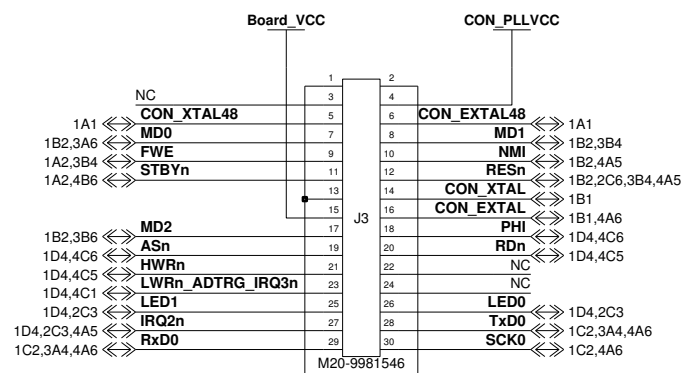 Board_VCC CON_PLLVCC
1 2
NC 3 4
CON_XTAL48 CON_EXTAL48
1A1 5 6 1A1
MD0 MD1
1B2,3A6 7 8 1B2,3B4
FWE NMI
1A2,3B4 9 10 1B2,4A5
STBYn RESn
1A2,4B6 11 12 1B2,2C6,3B4,4A5
CON_XTAL
13 14 1B1
CON_EXTAL
15 16 1B1,4A6
J3
MD2 PHI
1B2,3B6 17 18 1D4,4C6
ASn RDn
1D4,4C6 19 20 1D4,4C5
HWRn NC
1D4,4C5 21 22
LWRn_ADTRG_IRQ3n NC
1D4,4C1 23 24
LED1 LED0
1D4,2C3 25 26 1D4,2C3
IRQ2n TxD0
1D4,2C3,4A5 27 28 1C2,3A4,4A6
RxD0 SCK0
1C2,3A4,4A6 29 30 1C2,4A6
M20-9981546